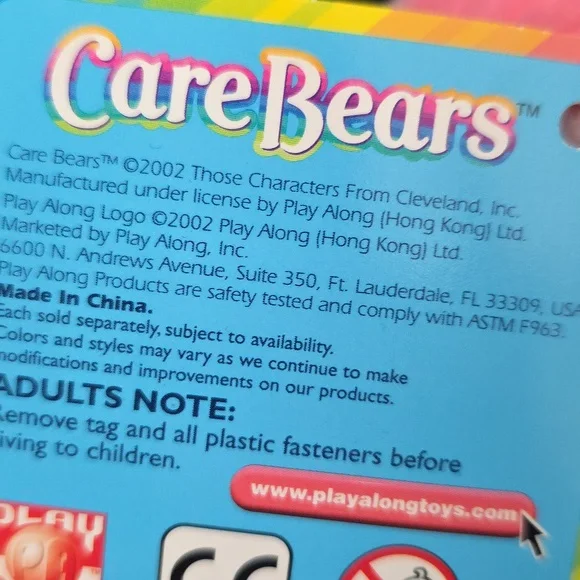 Care Bears™
Care Bears™ ©2002 Those Characters From Cleveland, Inc.
Manufactured under license by Play Along (Hong Kong) Ltd.
Play Along Logo ©2002 Play Along (Hong Kong) Ltd.
Marketed by Play Along, Inc.
6600 N. Andrews Avenue, Suite 350, Ft. Lauderdale, FL 33309, USA
Play Along Products are safety tested and comply with ASTM F963.
Made In China.
Each sold separately, subject to availability.
Colors and styles may vary as we continue to make
modifications and improvements on our products.
ADULTS NOTE:
Remove tag and all plastic fasteners before
giving to children.
www.playalongtoys.com
PLAY
CE